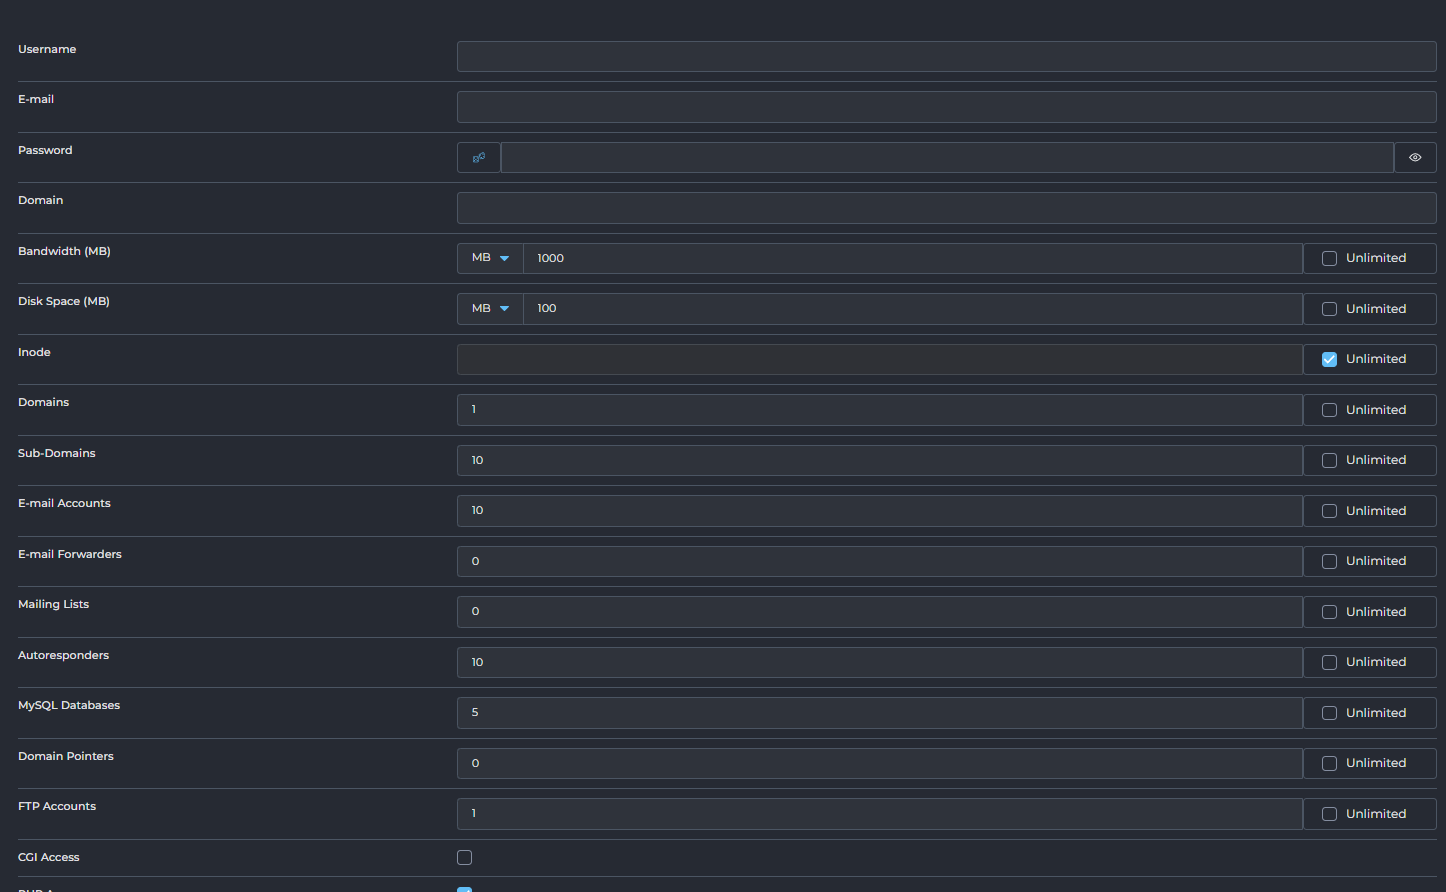 Username
E-mail
Password
Domain
Bandwidth (MB) MB 1000 Unlimited
Disk Space (MB) MB 100 Unlimited
Inode Unlimited
Domains 1 Unlimited
Sub-Domains 10 Unlimited
E-mail Accounts 10 Unlimited
E-mail Forwarders 0 Unlimited
Mailing Lists 0 Unlimited
Autoresponders 10 Unlimited
MySQL Databases 5 Unlimited
Domain Pointers 0 Unlimited
FTP Accounts 1 Unlimited
CGI Access